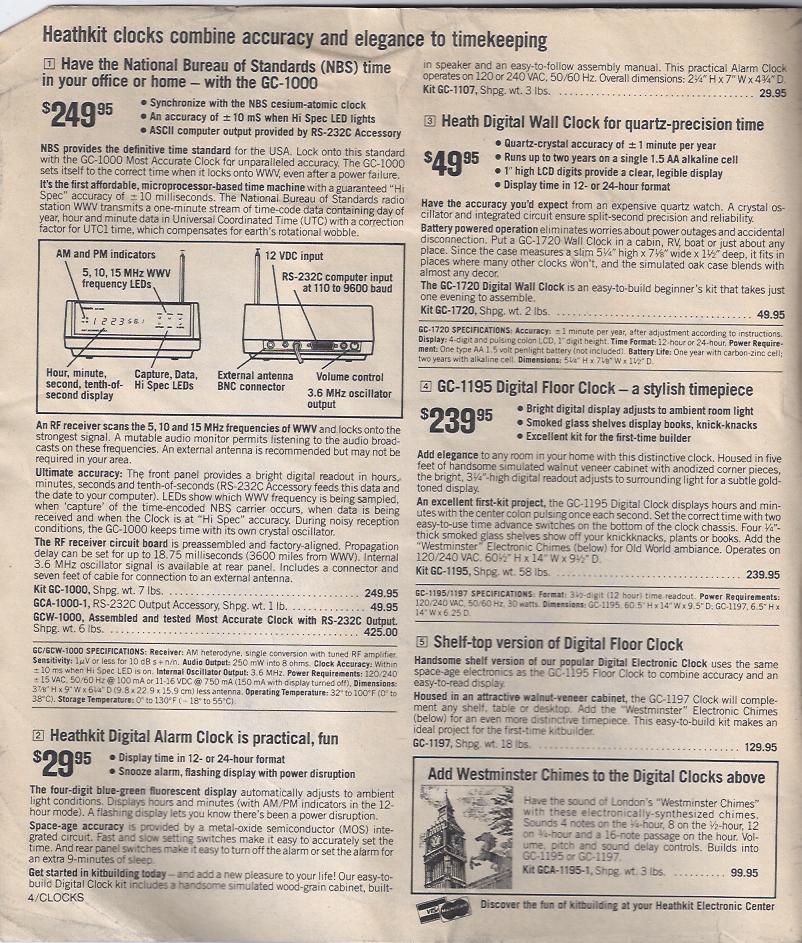 Heathkit clocks combine accuracy and elegance to timekeeping
1 Have the National Bureau of Standards (NBS) time
in your office or home – with the GC-1000
$249⁹⁵
• Synchronize with the NBS cesium-atomic clock
• An accuracy of ±10 mS when Hi Spec LED lights
• ASCII computer output provided by RS-232C Accessory
NBS provides the definitive time standard for the USA. Lock onto this standard
with the GC-1000 Most Accurate Clock for unparalleled accuracy. The GC-1000
sets itself to the correct time when it locks onto WWV, even after a power failure.
It's the first affordable, microprocessor-based time machine with a guaranteed "Hi
Spec" accuracy of ±10 milliseconds. The National Bureau of Standards radio
station WWV transmits a one-minute stream of time-code data containing day of
year, hour and minute data in Universal Coordinated Time (UTC) with a correction
factor for UTC1 time, which compensates for earth's rotational wobble.
AM and PM indicators
5, 10, 15 MHz WWV
frequency LEDs
12 VDC input
RS-232C computer input
at 110 to 9600 baud
Hour, minute,
second, tenth-of-
second display
Capture, Data,
Hi Spec LEDs
External antenna
BNC connector
Volume control
3.6 MHz oscillator
output
An RF receiver scans the 5, 10 and 15 MHz frequencies of WWV and locks onto the
strongest signal. A mutable audio monitor permits listening to the audio broad-
casts on these frequencies. An external antenna is recommended but may not be
required in your area.
Ultimate accuracy: The front panel provides a bright digital readout in hours,
minutes, seconds and tenth-of-seconds (RS-232C Accessory feeds this data and
the date to your computer). LEDs show which WWV frequency is being sampled,
when 'capture' of the time-encoded NBS carrier occurs, when data is being
received and when the Clock is at "Hi Spec" accuracy. During noisy reception
conditions, the GC-1000 keeps time with its own crystal oscillator.
The RF receiver circuit board is preassembled and factory-aligned. Propagation
delay can be set for up to 18.75 milliseconds (3600 miles from WWV). Internal
3.6 MHz oscillator signal is available at rear panel. Includes a connector and
seven feet of cable for connection to an external antenna.
Kit GC-1000, Shpg. wt. 7 lbs. 249.95
GCA-1000-1, RS-232C Output Accessory, Shpg. wt. 1 lb. 49.95
GCW-1000, Assembled and tested Most Accurate Clock with RS-232C Output.
Shpg. wt. 6 lbs. 425.00
GC/GCW-1000 SPECIFICATIONS: Receiver: AM heterodyne, single conversion with tuned RF amplifier.
Sensitivity: 1µV or less for 10 dB s+n/n. Audio Output: 250 mW into 8 ohms. Clock Accuracy: Within
±10 ms when Hi Spec LED is on. Internal Oscillator Output: 3.6 MHz. Power Requirements: 120/240
±15 VAC, 50/60 Hz @ 100 mA or 11-16 VDC @ 750 mA (150 mA with display turned off). Dimensions:
3⅞" H x 9" W x 6¼" D (9.8 x 22.9 x 15.9 cm) less antenna. Operating Temperature: 32° to 100°F (0° to
38°C). Storage Temperature: 0° to 130°F (–18° to 55°C).
2 Heathkit Digital Alarm Clock is practical, fun
$29⁹⁵
• Display time in 12- or 24-hour format
• Snooze alarm, flashing display with power disruption
The four-digit blue-green fluorescent display automatically adjusts to ambient
light conditions. Displays hours and minutes (with AM/PM indicators in the 12-
hour mode). A flashing display lets you know there's been a power disruption.
Space-age accuracy is provided by a metal-oxide semiconductor (MOS) inte-
grated circuit. Fast and slow setting switches make it easy to accurately set the
time. And rear panel switches make it easy to turn off the alarm or set the alarm for
an extra 9-minutes of sleep.
Get started in kitbuilding today – and add a new pleasure to your life! Our easy-to-
build Digital Clock kit includes a handsome simulated wood-grain cabinet, built-
4/CLOCKS
in speaker and an easy-to-follow assembly manual. This practical Alarm Clock
operates on 120 or 240 VAC, 50/60 Hz. Overall dimensions: 2¼" H x 7" W x 4¾" D.
Kit GC-1107, Shpg. wt. 3 lbs. 29.95
3 Heath Digital Wall Clock for quartz-precision time
$49⁹⁵
• Quartz-crystal accuracy of ±1 minute per year
• Runs up to two years on a single 1.5 AA alkaline cell
• 1" high LCD digits provide a clear, legible display
• Display time in 12- or 24-hour format
Have the accuracy you'd expect from an expensive quartz watch. A crystal os-
cillator and integrated circuit ensure split-second precision and reliability.
Battery powered operation eliminates worries about power outages and accidental
disconnection. Put a GC-1720 Wall Clock in a cabin, RV, boat or just about any
place. Since the case measures a slim 5¼" high x 7⅛" wide x 1½" deep, it fits in
places where many other clocks won't, and the simulated oak case blends with
almost any decor.
The GC-1720 Digital Wall Clock is an easy-to-build beginner's kit that takes just
one evening to assemble.
Kit GC-1720, Shpg. wt. 2 lbs. 49.95
GC-1720 SPECIFICATIONS: Accuracy: ±1 minute per year, after adjustment according to instructions.
Display: 4-digit and pulsing colon LCD, 1" digit height. Time Format: 12-hour or 24-hour. Power Require-
ment: One type AA 1.5 volt penlight battery (not included). Battery Life: One year with carbon-zinc cell;
two years with alkaline cell. Dimensions: 5¼" H x 7⅛" W x 1½" D.
4 GC-1195 Digital Floor Clock – a stylish timepiece
$239⁹⁵
• Bright digital display adjusts to ambient room light
• Smoked glass shelves display books, knick-knacks
• Excellent kit for the first-time builder
Add elegance to any room in your home with this distinctive clock. Housed in five
feet of handsome simulated walnut veneer cabinet with anodized corner pieces,
the bright, 3¼"-high digital readout adjusts to surrounding light for a subtle gold-
toned display.
An excellent first-kit project, the GC-1195 Digital Clock displays hours and min-
utes with the center colon pulsing once each second. Set the correct time with two
easy-to-use time advance switches on the bottom of the clock chassis. Four ¼"-
thick smoked glass shelves show off your knickknacks, plants or books. Add the
"Westminster" Electronic Chimes (below) for Old World ambiance. Operates on
120/240 VAC. 60½" H x 14" W x 9½" D.
Kit GC-1195, Shpg. wt. 58 lbs. 239.95
GC-1195/1197 SPECIFICATIONS: Format: 3½-digit (12 hour) time readout. Power Requirements:
120/240 VAC, 50/60 Hz, 30 watts. Dimensions: GC-1195, 60.5" H x 14" W x 9.5" D; GC-1197, 6.5" H x
14" W x 6.25 D.
5 Shelf-top version of Digital Floor Clock
Handsome shelf version of our popular Digital Electronic Clock uses the same
space-age electronics as the GC-1195 Floor Clock to combine accuracy and an
easy-to-read display.
Housed in an attractive walnut-veneer cabinet, the GC-1197 Clock will comple-
ment any shelf, table or desktop. Add the "Westminster" Electronic Chimes
(below) for an even more distinctive timepiece. This easy-to-build kit makes an
ideal project for the first-time kitbuilder.
GC-1197, Shpg. wt. 18 lbs. 129.95
Add Westminster Chimes to the Digital Clocks above
Have the sound of London's "Westminster Chimes"
with these electronically-synthesized chimes.
Sounds 4 notes on the ¼-hour, 8 on the ½-hour, 12
on ¾-hour and a 16-note passage on the hour. Vol-
ume, pitch and sound delay controls. Builds into
GC-1195 or GC-1197.
Kit GCA-1195-1, Shpg. wt. 3 lbs. 99.95
VISA
Discover the fun of kitbuilding at your Heathkit Electronic Center